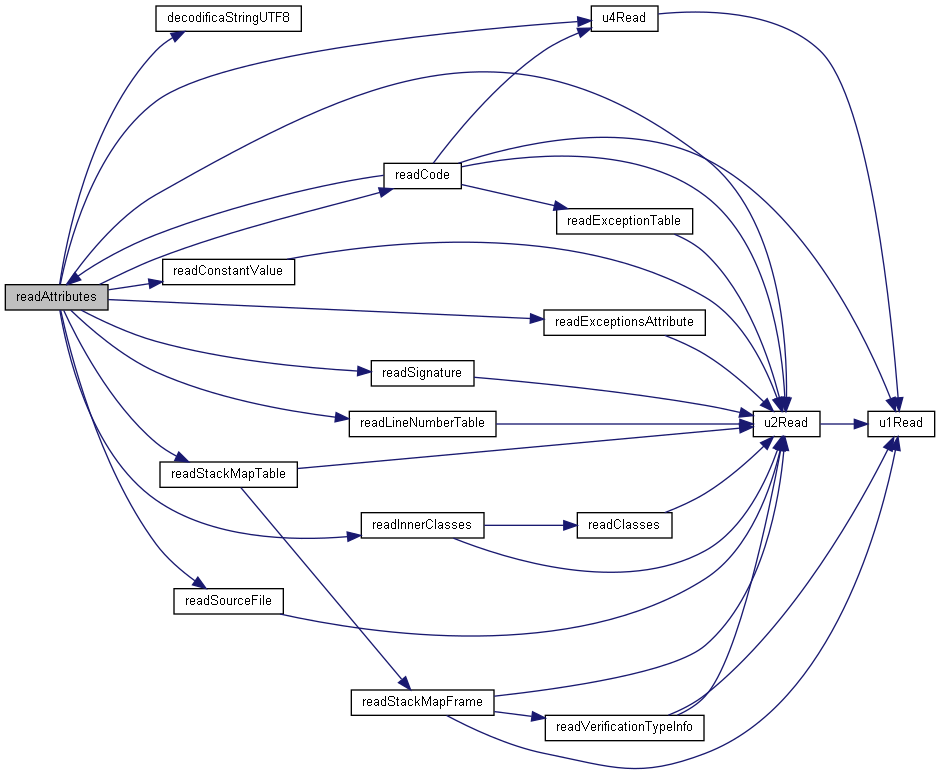 decodificaStringUTF8
u4Read
readCode
readExceptionTable
readConstantValue
readAttributes
readExceptionsAttribute
readSignature
readLineNumberTable
u2Read
u1Read
readStackMapTable
readInnerClasses
readClasses
readSourceFile
readStackMapFrame
readVerificationTypeInfo